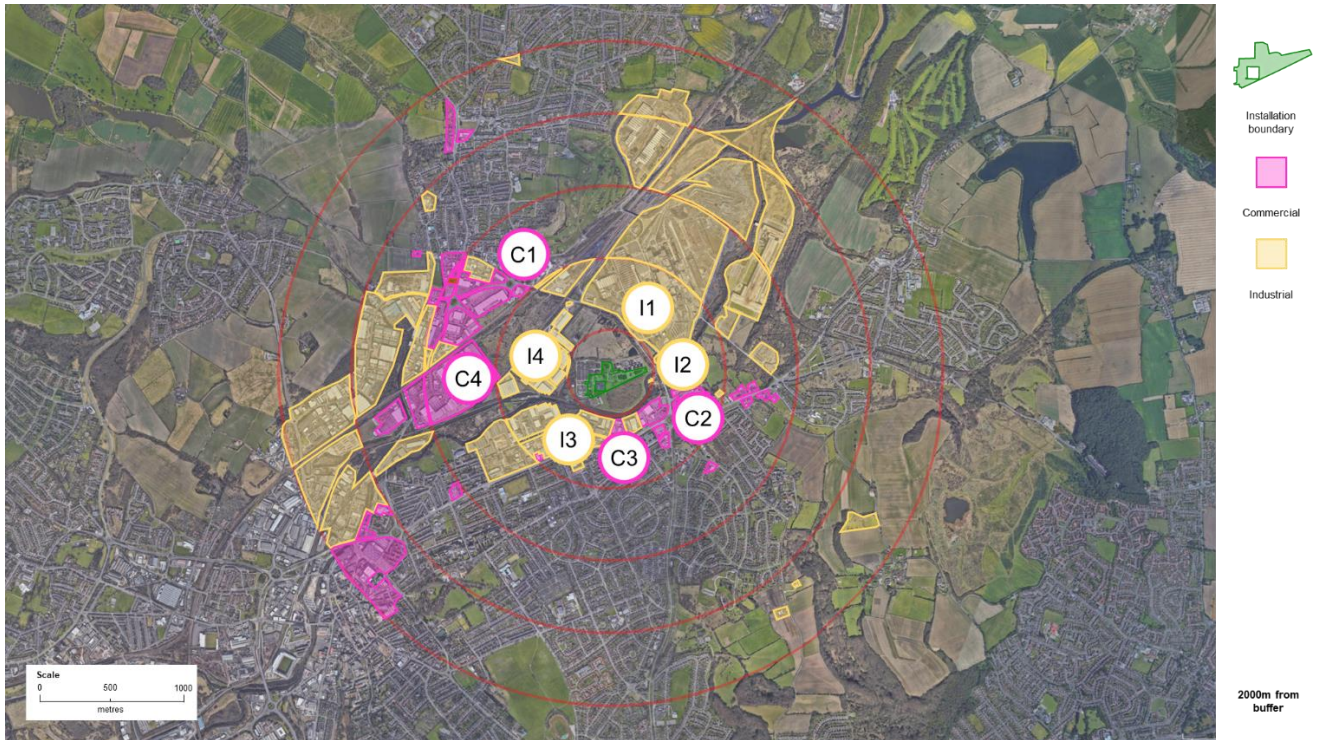 C1
I1
I4
I2
C4
C2
I3
C3
Scale
0 500 1000
metres
Installation
boundary
Commercial
Industrial
2000m from
buffer